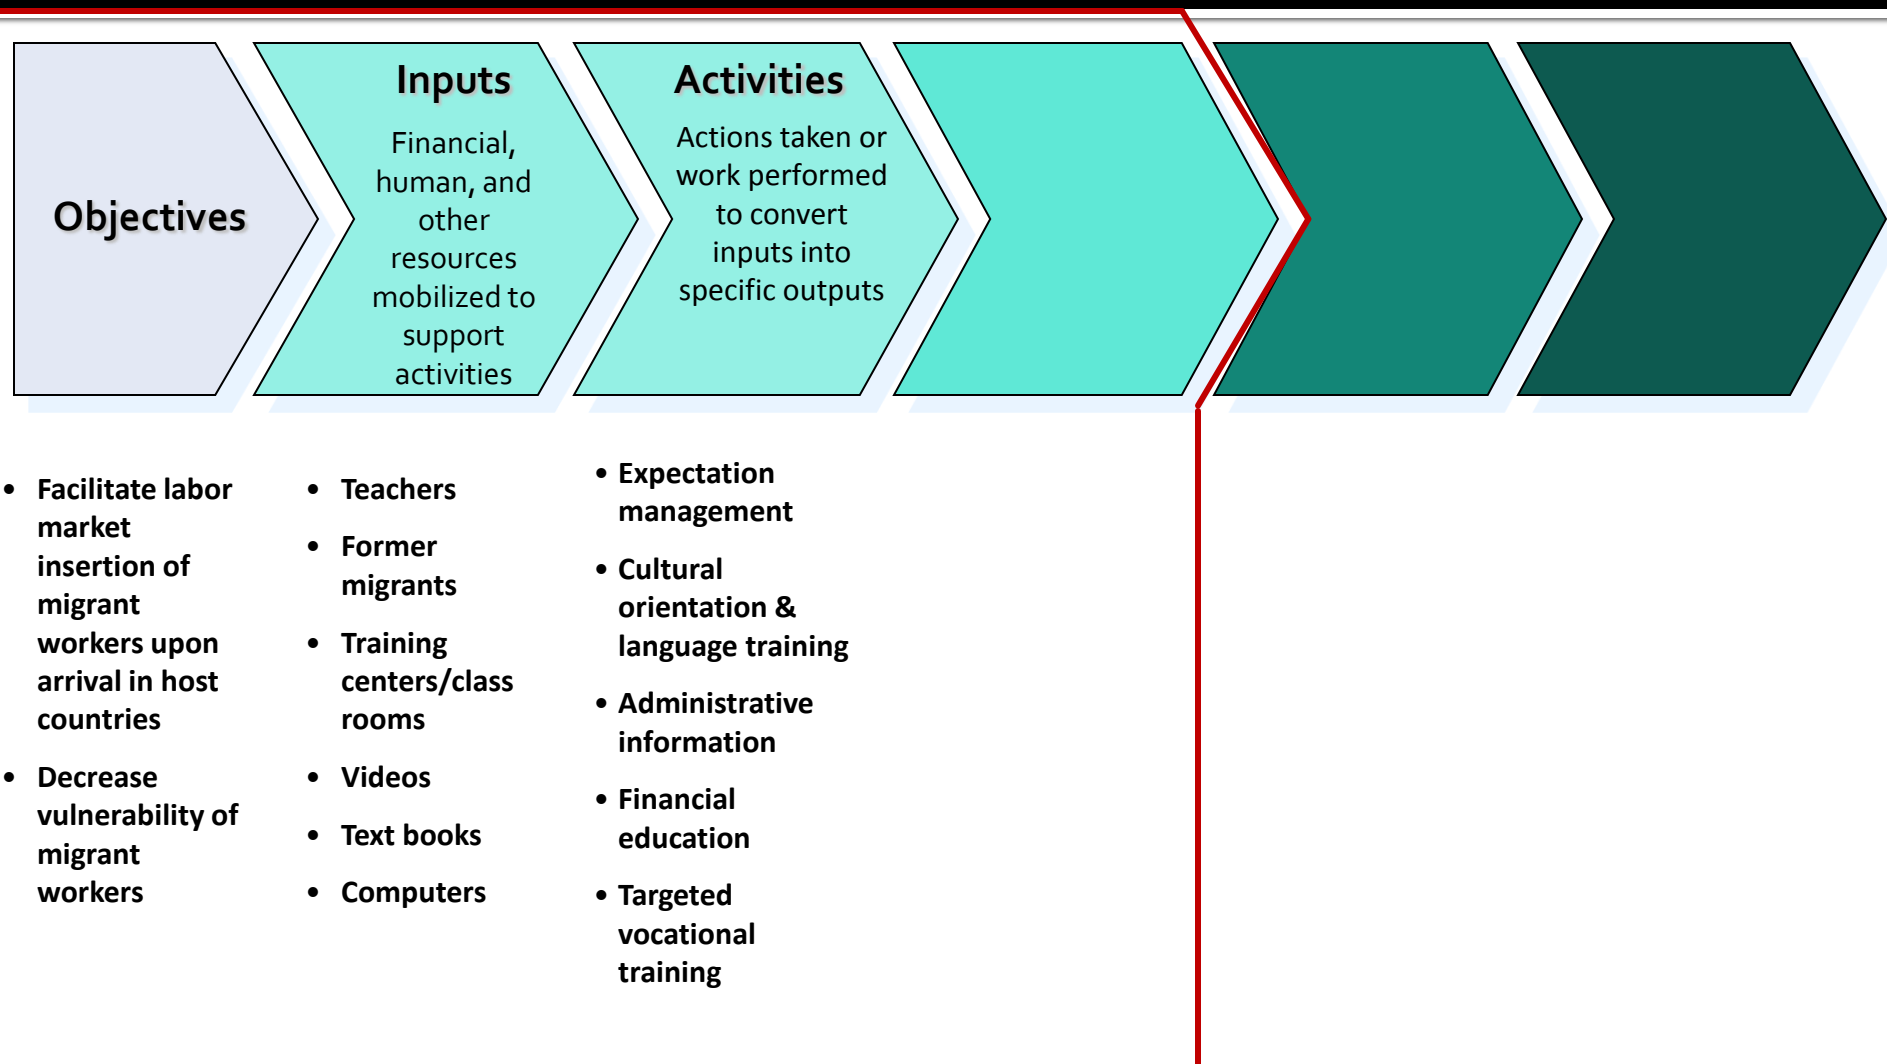 Objectives
Inputs
Financial,
human, and
other
resources
mobilized to
support
activities
Activities
Actions taken or
work performed
to convert
inputs into
specific outputs
• Facilitate labor
market
insertion of
migrant
workers upon
arrival in host
countries
• Decrease
vulnerability of
migrant
workers
• Teachers
• Former
migrants
• Training
centers/class
rooms
• Videos
• Text books
• Computers
• Expectation
management
• Cultural
orientation &
language training
• Administrative
information
• Financial
education
• Targeted
vocational
training